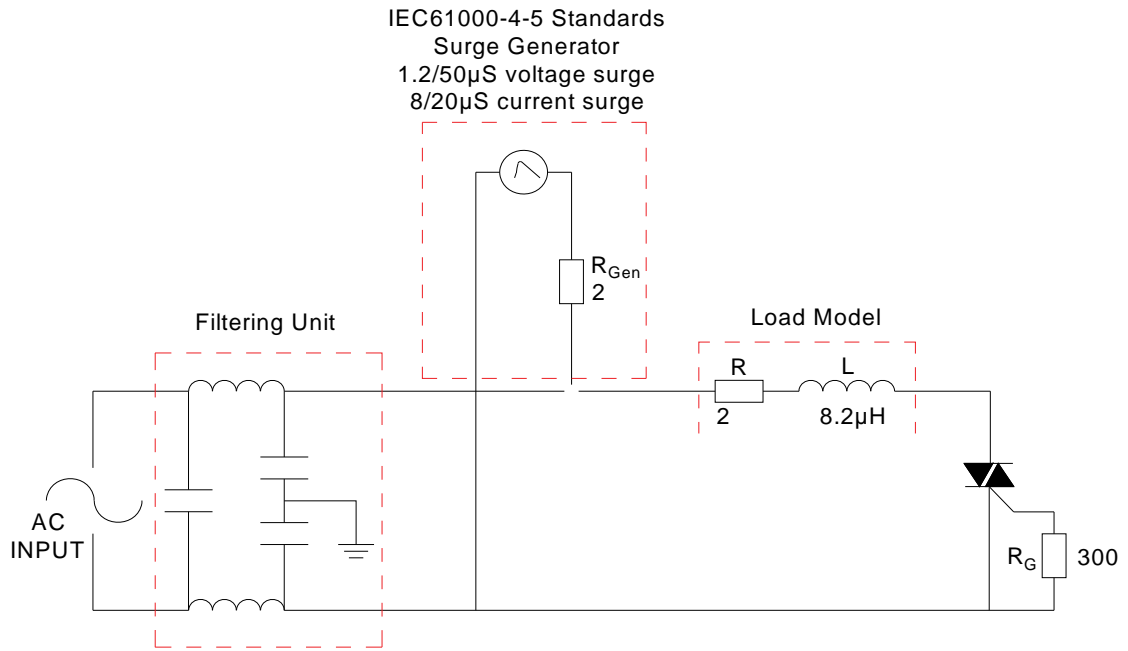 IEC61000-4-5 Standards
Surge Generator
1.2/50µS voltage surge
8/20µS current surge
RGen
2
Filtering Unit
Load Model
R
L
2
8.2µH
AC
INPUT
RG
300